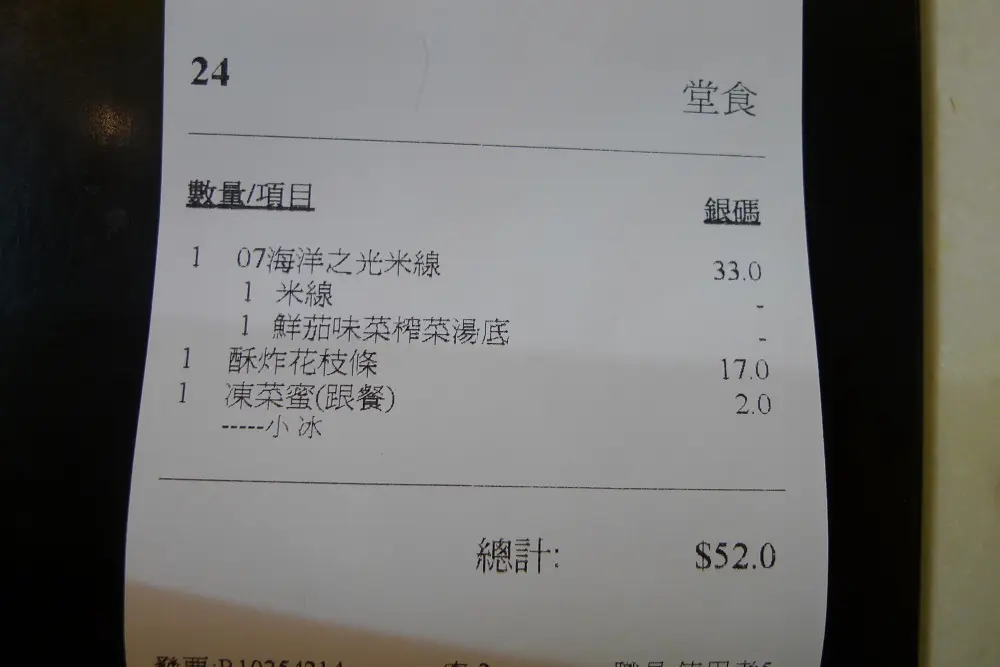 24
堂食
數量/項目 銀碼
1 07海洋之光米線 33.0
1 米線 -
1 鮮茄味菜榨菜湯底 -
1 酥炸花枝條 17.0
1 凍菜蜜(跟餐) 2.0
-----小 冰
總計: $52.0